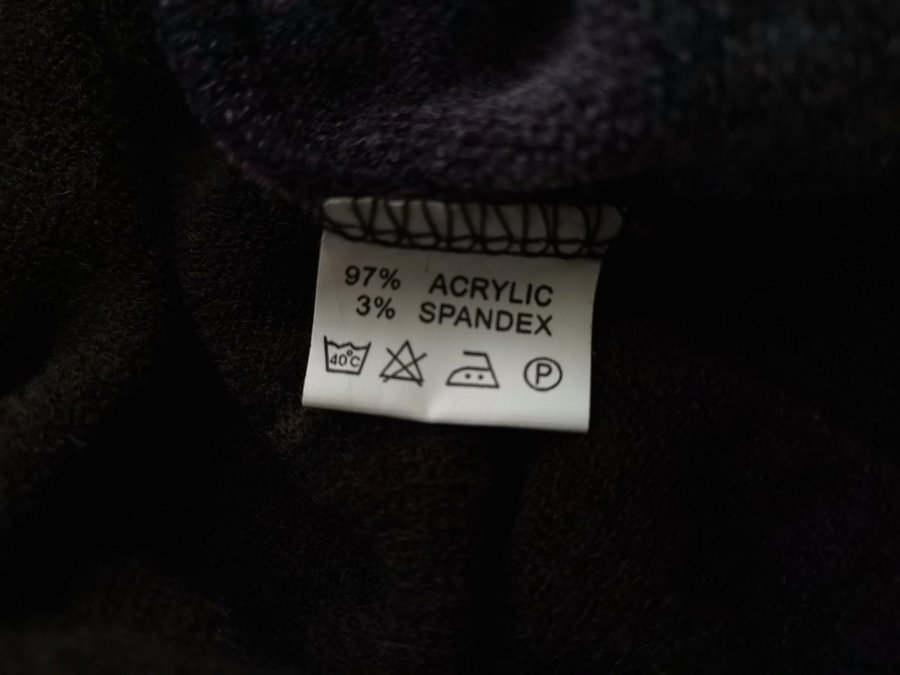 97% ACRYLIC
3% SPANDEX
40°C P